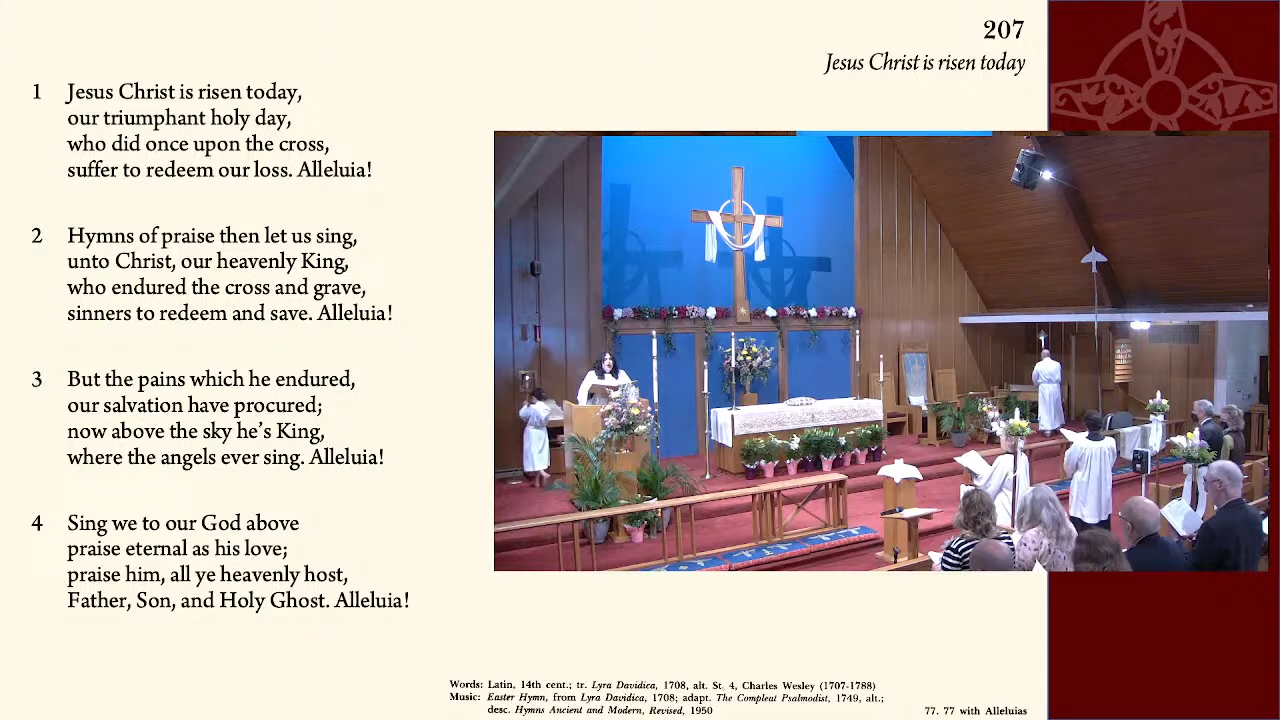 207
Jesus Christ is risen today
1 Jesus Christ is risen today,
our triumphant holy day,
who did once upon the cross,
suffer to redeem our loss. Alleluia!
2 Hymns of praise then let us sing,
unto Christ, our heavenly King,
who endured the cross and grave,
sinners to redeem and save. Alleluia!
3 But the pains which he endured,
our salvation have procured;
now above the sky he's King,
where the angels ever sing. Alleluia!
4 Sing we to our God above
praise eternal as his love;
praise him, all ye heavenly host,
Father, Son, and Holy Ghost. Alleluia!
Words: Latin, 14th cent.; tr. Lyra Davidica, 1708, alt. St. 4, Charles Wesley (1707-1788)
Music: Easter Hymn, from Lyra Davidica, 1708; adapt. The Compleat Psalmodist, 1749, alt.;
desc. Hymns Ancient and Modern, Revised, 1950
77. 77 with Alleluias